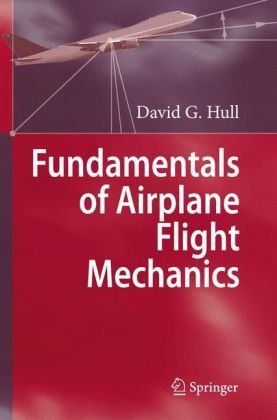 David G. Hull
Fundamentals
of Airplane
Flight
Mechanics
Springer